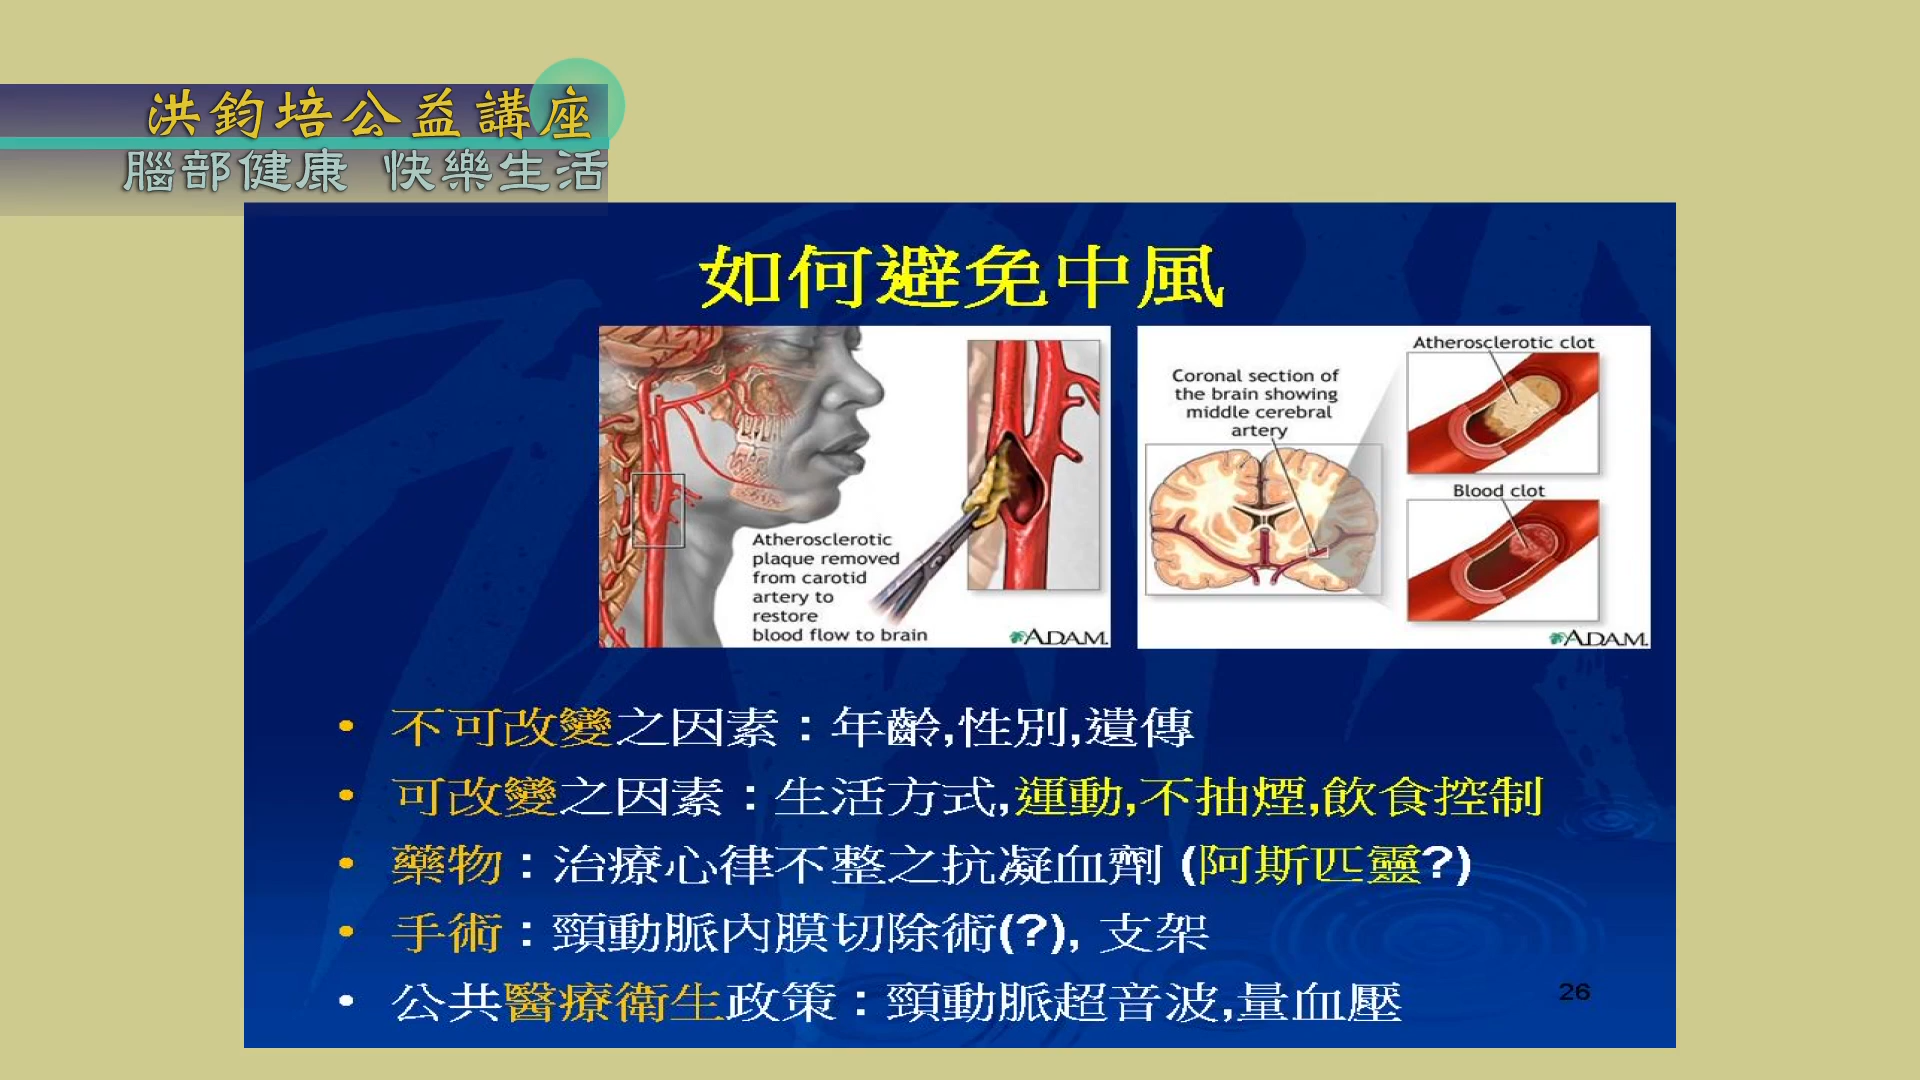 洪鈞培公益講座
腦部健康 快樂生活
如何避免中風
Atherosclerotic
plaque removed
from carotid
artery to
restore
blood flow to brain
ADAM.
Coronal section of
the brain showing
middle cerebral
artery
Atherosclerotic clot
Blood clot
ADAM.
• 不可改變之因素：年齡,性別,遺傳
• 可改變之因素：生活方式,運動,不抽煙,飲食控制
• 藥物：治療心律不整之抗凝血劑 (阿斯匹靈?)
• 手術：頸動脈內膜切除術(?), 支架
• 公共醫療衛生政策：頸動脈超音波,量血壓
26